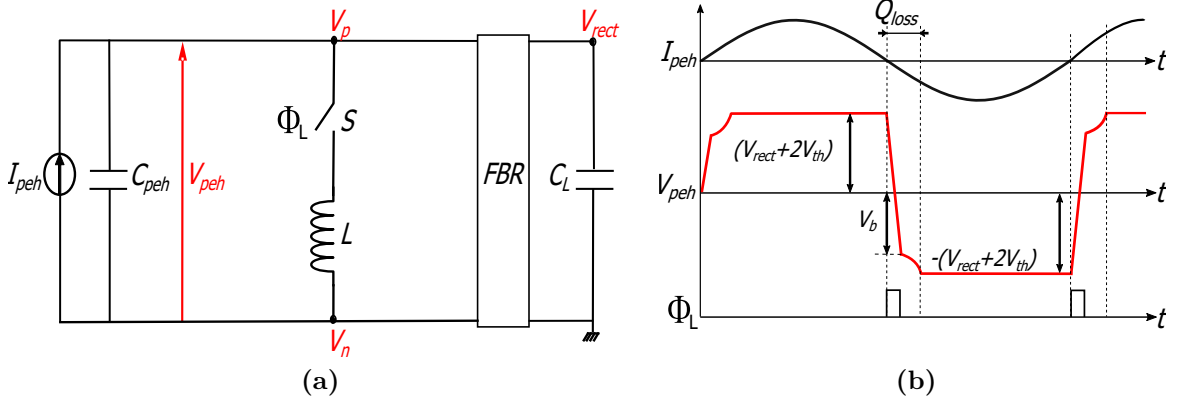 V_p
V_rect
Φ_L
S
I_peh
C_peh
V_peh
FBR
C_L
L
V_n
(a)
Q_loss
I_peh
t
(V_rect+2V_th)
V_peh
t
V_b
-(V_rect+2V_th)
Φ_L
t
(b)